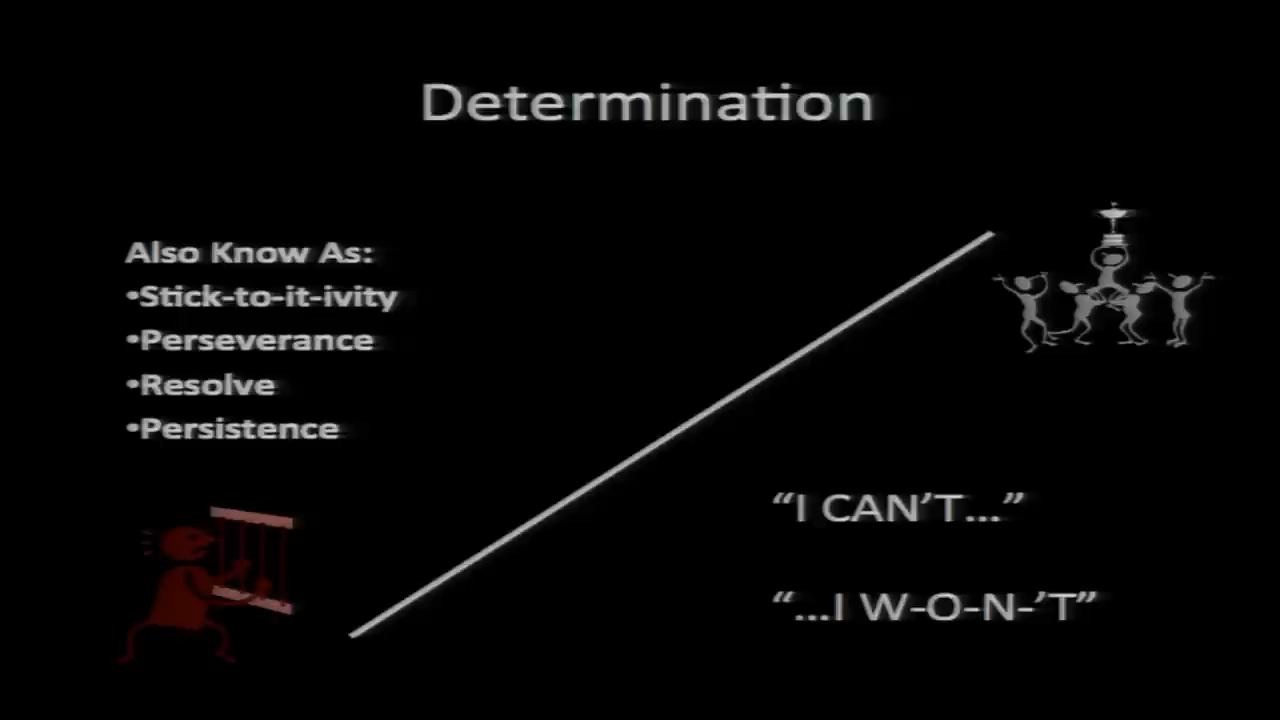 Determination
Also Know As:
•Stick-to-it-ivity
•Perseverance
•Resolve
•Persistence
“I CAN’T...”
“...I W-O-N-’T”